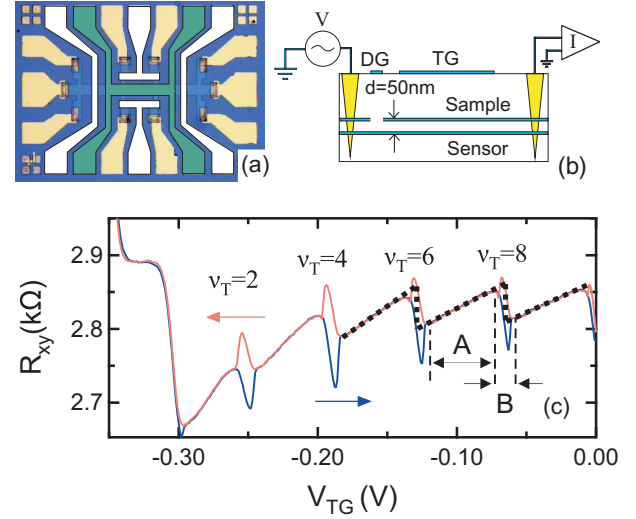 (a)
V
DG
TG
I
d=50nm
Sample
Sensor
(b)
R_xy(kΩ)
2.9
2.8
2.7
ν_T=2
ν_T=4
ν_T=6
ν_T=8
A
B
(c)
-0.30
-0.20
-0.10
0.00
V_TG (V)